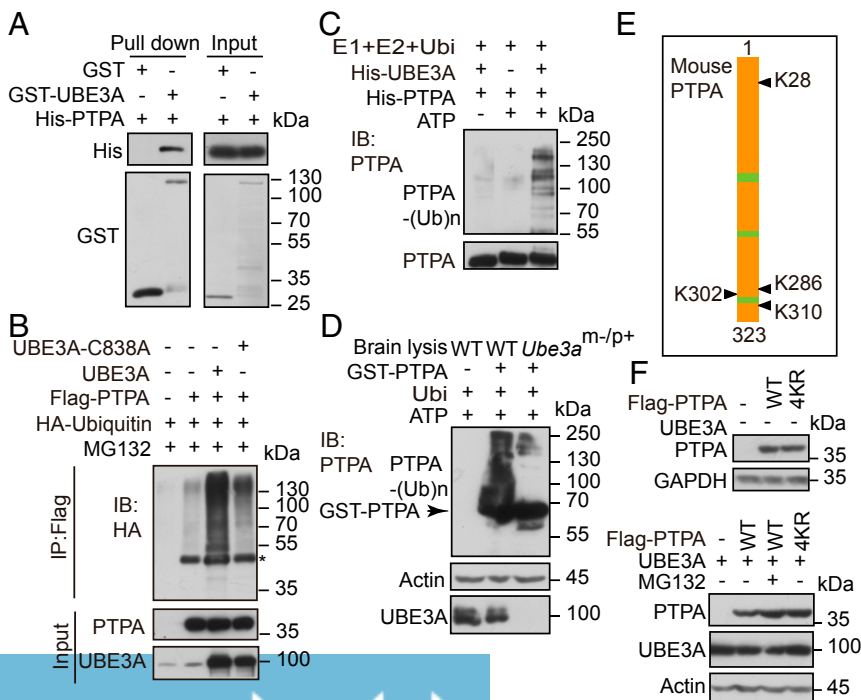 A
Pull down Input
GST + - + -
GST-UBE3A - + - +
His-PTPA + + + + kDa
His
GST
130
100
70
55
35
25
B
UBE3A-C838A - - - +
UBE3A - - + -
Flag-PTPA - + + +
HA-Ubiquitin + + + +
MG132 + + + + kDa
IP:Flag
IB:
HA
130
100
70
55
*
35
Input
PTPA 35
UBE3A 100
C
E1+E2+Ubi + + +
His-UBE3A + - +
His-PTPA + + +
ATP - + + kDa
IB:
PTPA
PTPA
-(Ub)n
250
130
100
70
55
PTPA
D
Brain lysis WT WT Ube3a m-/p+
GST-PTPA - + +
Ubi + + +
ATP + + + kDa
IB:
PTPA PTPA
-(Ub)n
GST-PTPA
250
130
100
70
55
Actin 45
UBE3A 100
E
1
Mouse
PTPA
K28
K286
K302
K310
323
F
Flag-PTPA - WT 4KR
UBE3A - - - kDa
PTPA 35
GAPDH 35
Flag-PTPA - WT WT 4KR
UBE3A + + + +
MG132 + kDa
PTPA 35
UBE3A 100
Actin 45